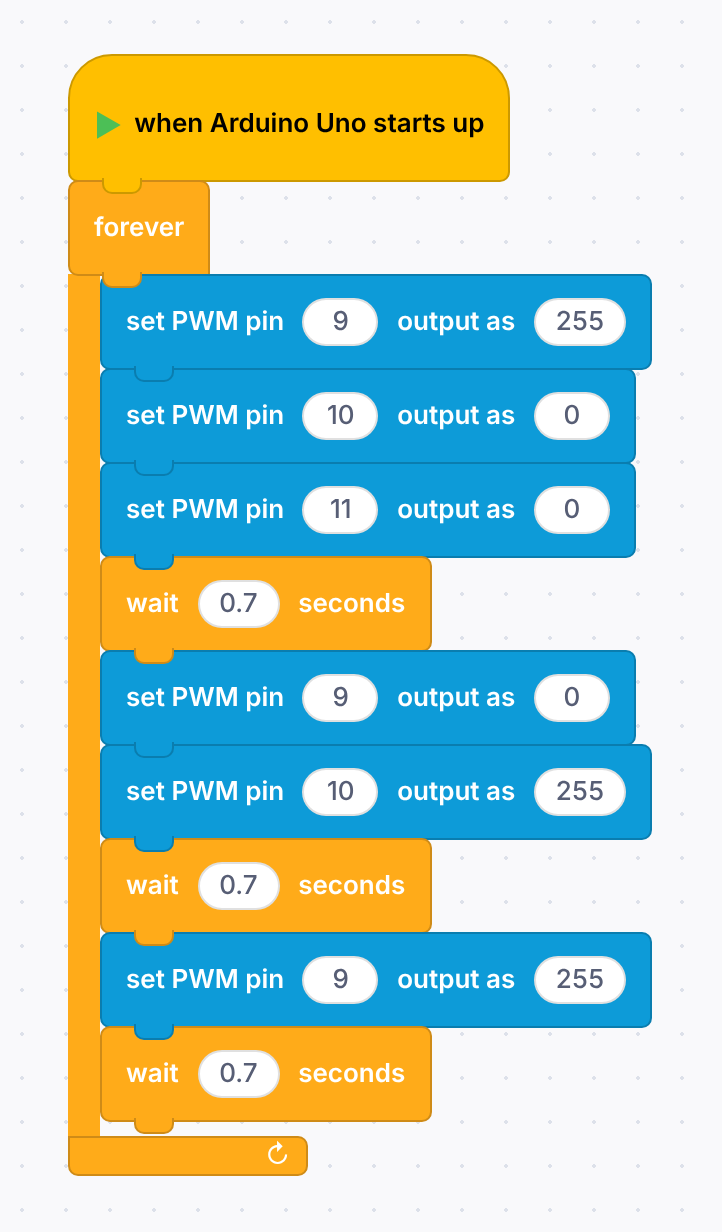 when Arduino Uno starts up
forever
set PWM pin 9 output as 255
set PWM pin 10 output as 0
set PWM pin 11 output as 0
wait 0.7 seconds
set PWM pin 9 output as 0
set PWM pin 10 output as 255
wait 0.7 seconds
set PWM pin 9 output as 255
wait 0.7 seconds